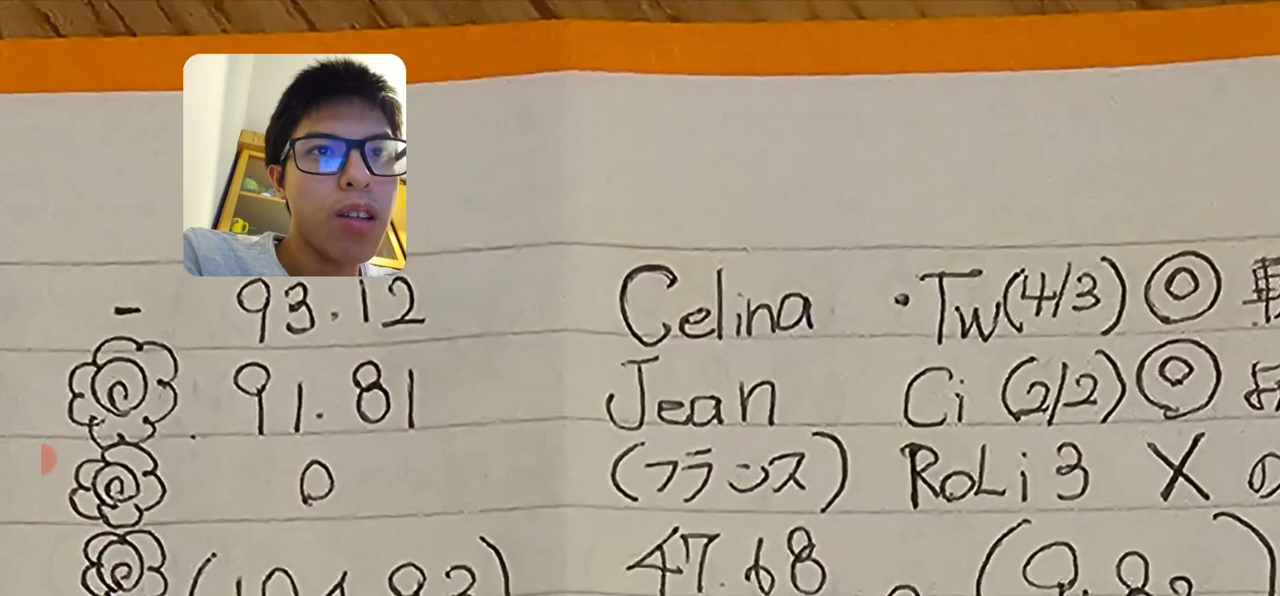 - 93.12 Celina ・Tw(4/3) ◎
91.81 Jean Ci (2/2) ◎
0 (フランス) RoLi3 X の
47.68